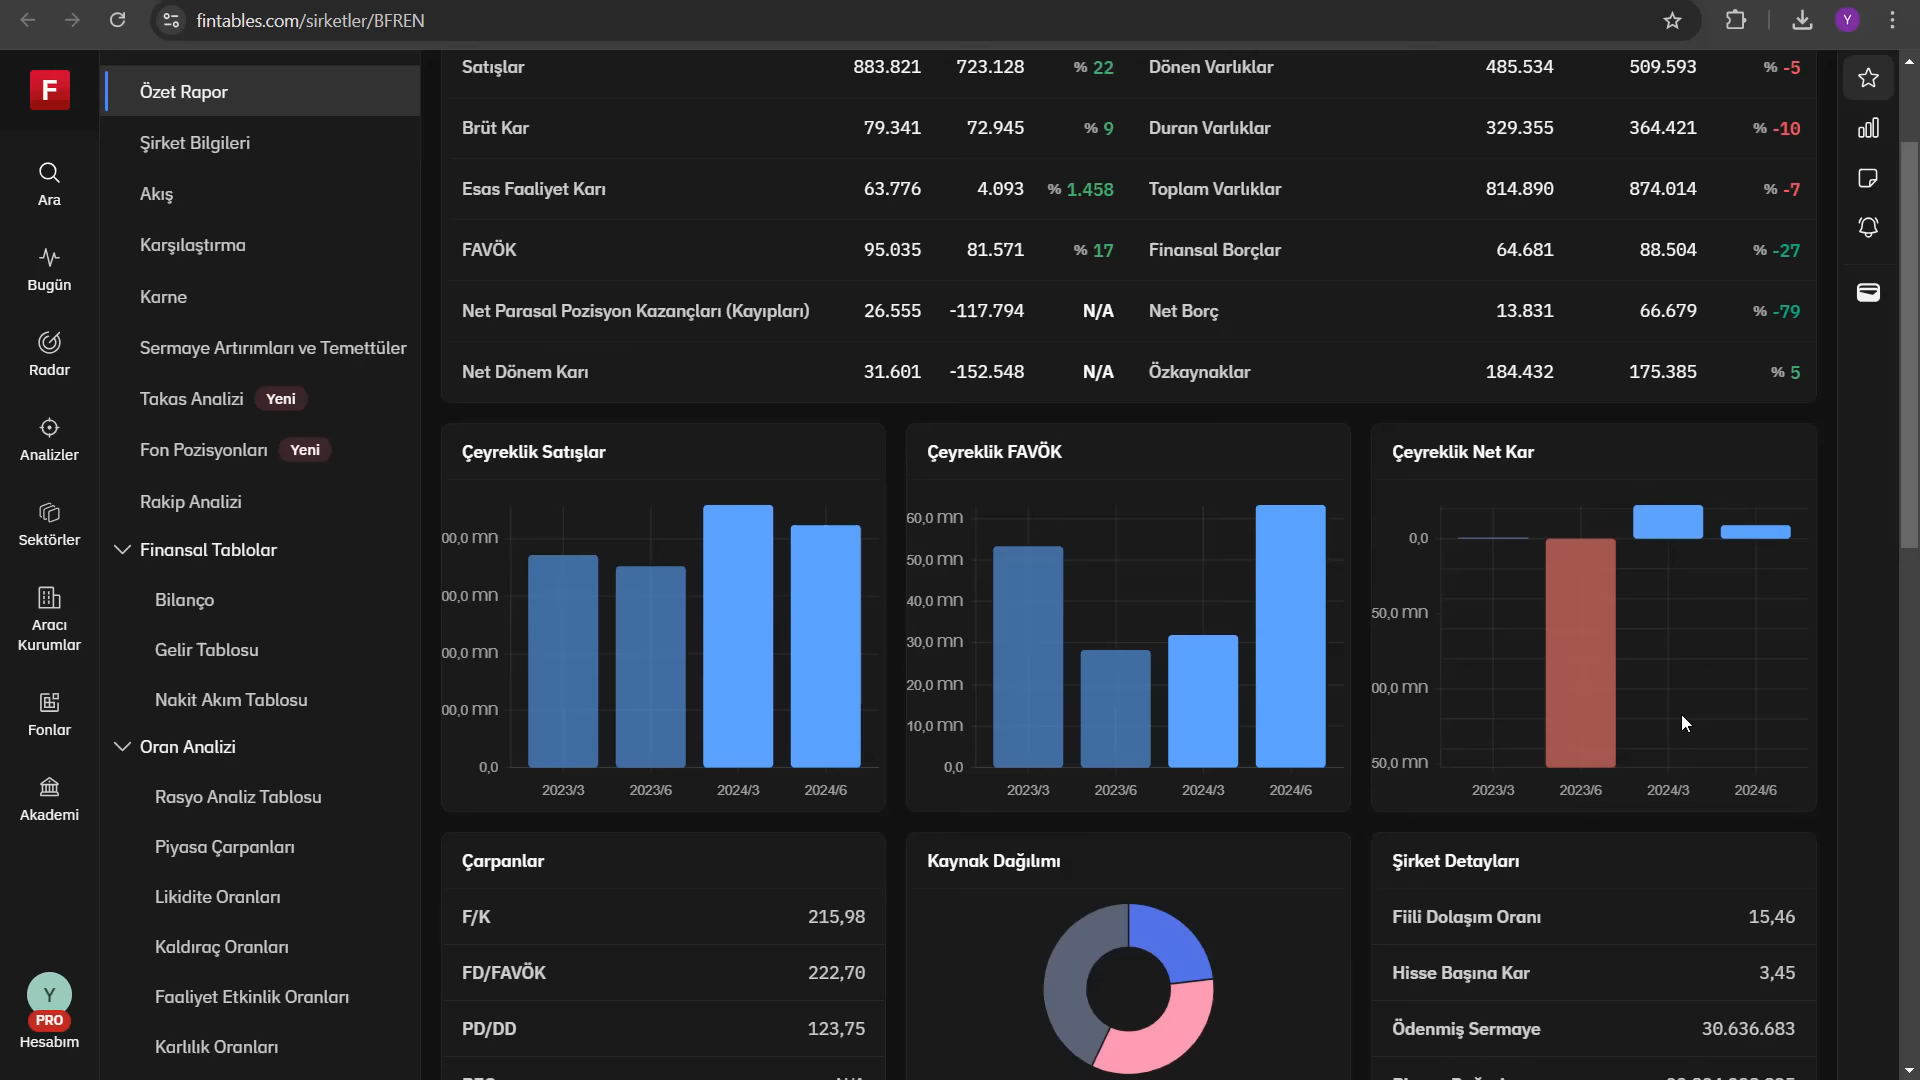 fintables.com/sirketler/BFREN
Y
F
Ara
Bugün
Radar
Analizler
Sektörler
Aracı
Kurumlar
Fonlar
Akademi
Y
PRO
Hesabım
Özet Rapor
Şirket Bilgileri
Akış
Karşılaştırma
Karne
Sermaye Artırımları ve Temettüler
Takas Analizi Yeni
Fon Pozisyonları Yeni
Rakip Analizi
Finansal Tablolar
Bilanço
Gelir Tablosu
Nakit Akım Tablosu
Oran Analizi
Rasyo Analiz Tablosu
Piyasa Çarpanları
Likidite Oranları
Kaldıraç Oranları
Faaliyet Etkinlik Oranları
Karlılık Oranları
Satışlar 883.821 723.128 % 22 Dönen Varlıklar 485.534 509.593 % -5
Brüt Kar 79.341 72.945 % 9 Duran Varlıklar 329.355 364.421 % -10
Esas Faaliyet Karı 63.776 4.093 % 1.458 Toplam Varlıklar 814.890 874.014 % -7
FAVÖK 95.035 81.571 % 17 Finansal Borçlar 64.681 88.504 % -27
Net Parasal Pozisyon Kazançları (Kayıpları) 26.555 -117.794 N/A Net Borç 13.831 66.679 % -79
Net Dönem Karı 31.601 -152.548 N/A Özkaynaklar 184.432 175.385 % 5
Çeyreklik Satışlar
00,0 mn
00,0 mn
00,0 mn
00,0 mn
0,0
2023/3 2023/6 2024/3 2024/6
Çeyreklik FAVÖK
60,0 mn
50,0 mn
40,0 mn
30,0 mn
20,0 mn
10,0 mn
0,0
2023/3 2023/6 2024/3 2024/6
Çeyreklik Net Kar
0,0
50,0 mn
00,0 mn
50,0 mn
2023/3 2023/6 2024/3 2024/6
Çarpanlar
F/K 215,98
FD/FAVÖK 222,70
PD/DD 123,75
Kaynak Dağılımı
Şirket Detayları
Fiili Dolaşım Oranı 15,46
Hisse Başına Kar 3,45
Ödenmiş Sermaye 30.636.683